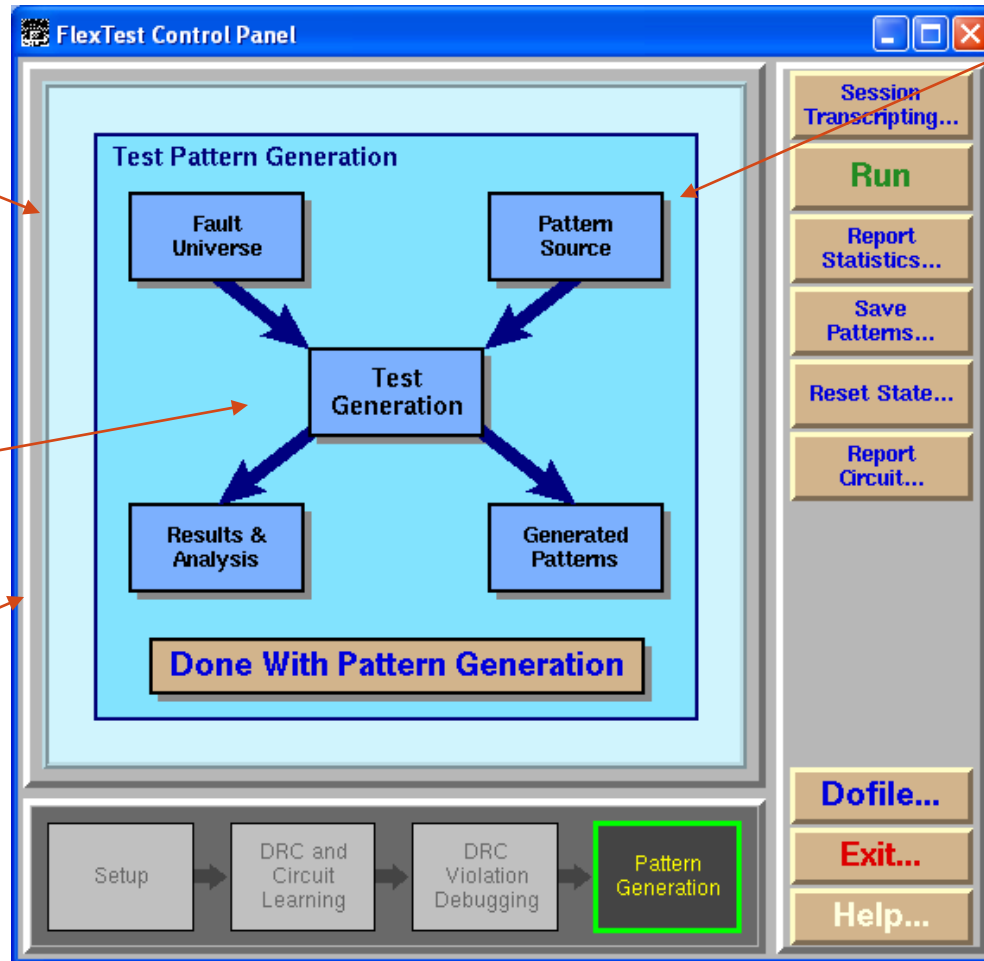 FlexTest Control Panel
Test Pattern Generation
Fault
Universe
Pattern
Source
Test
Generation
Results &
Analysis
Generated
Patterns
Done With Pattern Generation
Setup
DRC and
Circuit
Learning
DRC
Violation
Debugging
Pattern
Generation
Session
Transcripting...
Run
Report
Statistics...
Save
Patterns...
Reset State...
Report
Circuit...
Dofile...
Exit...
Help...